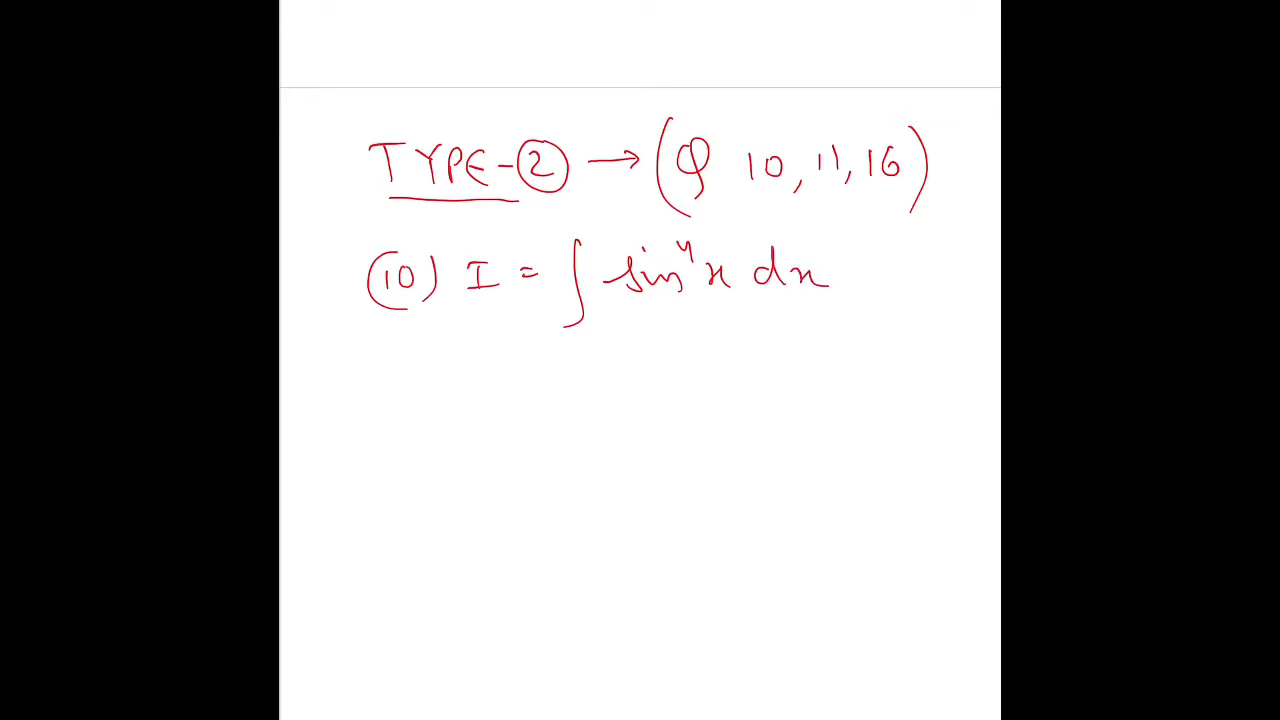 TYPE-2 → (Q 10, 11, 16)
(10) I = ∫ sin⁴x dx